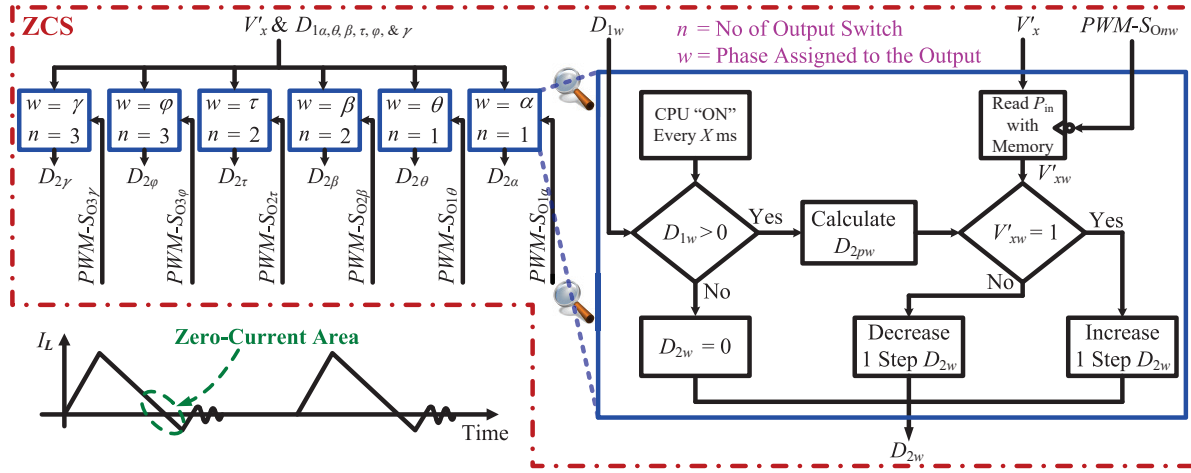 ZCS
V'x & D1α,θ,β,τ,φ,& γ
w = γ
n = 3
w = φ
n = 3
w = τ
n = 2
w = β
n = 2
w = θ
n = 1
w = α
n = 1
D2γ
D2φ
D2τ
D2β
D2θ
D2α
PWM-SO3γ
PWM-SO3φ
PWM-SO2τ
PWM-SO2β
PWM-SO1θ
PWM-SO1α
D1w
n = No of Output Switch
w = Phase Assigned to the Output
V'x
PWM-SOnw
CPU “ON”
Every X ms
Read Pin
with
Memory
V'xw
D1w > 0
Yes
Calculate
D2pw
V'xw = 1
Yes
No
No
D2w = 0
Decrease
1 Step D2w
Increase
1 Step D2w
D2w
IL
Zero-Current Area
Time